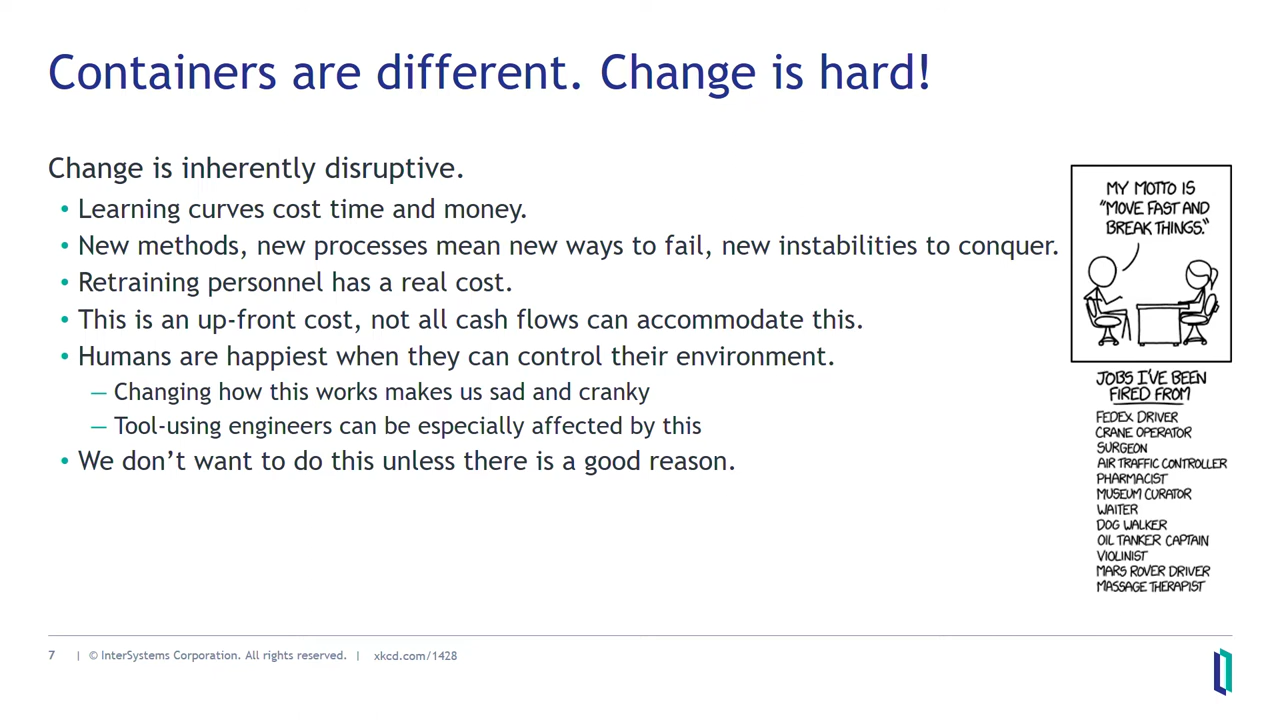 Containers are different. Change is hard!
Change is inherently disruptive.
• Learning curves cost time and money.
• New methods, new processes mean new ways to fail, new instabilities to conquer.
• Retraining personnel has a real cost.
• This is an up-front cost, not all cash flows can accommodate this.
• Humans are happiest when they can control their environment.
— Changing how this works makes us sad and cranky
— Tool-using engineers can be especially affected by this
• We don’t want to do this unless there is a good reason.
MY MOTTO IS
"MOVE FAST AND
BREAK THINGS."
JOBS I'VE BEEN
FIRED FROM
FEDEX DRIVER
CRANE OPERATOR
SURGEON
AIR TRAFFIC CONTROLLER
PHARMACIST
MUSEUM CURATOR
WAITER
DOG WALKER
OIL TANKER CAPTAIN
VIOLINIST
MARS ROVER DRIVER
MASSAGE THERAPIST
7 | © InterSystems Corporation. All rights reserved. | xkcd.com/1428